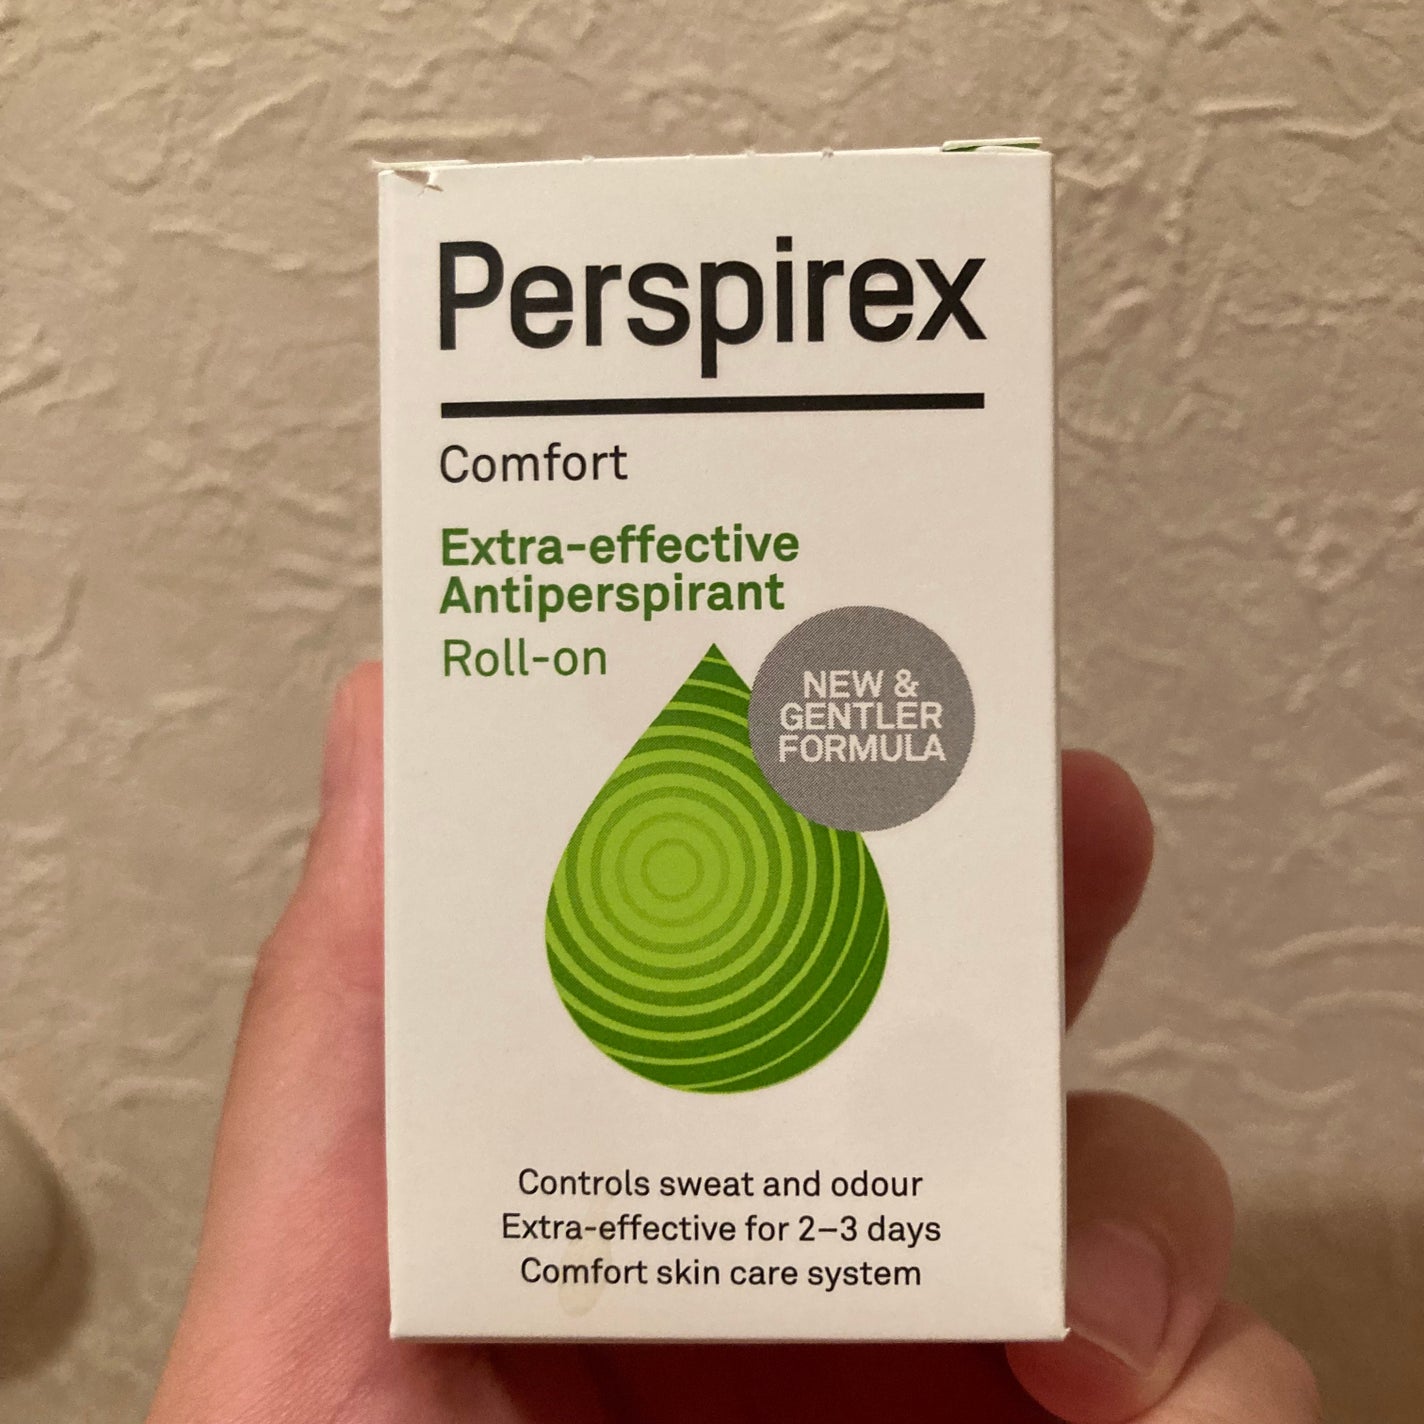 Perspirex
Comfort
Extra-effective
Antiperspirant
Roll-on
NEW &
GENTLER
FORMULA
Controls sweat and odour
Extra-effective for 2–3 days
Comfort skin care system